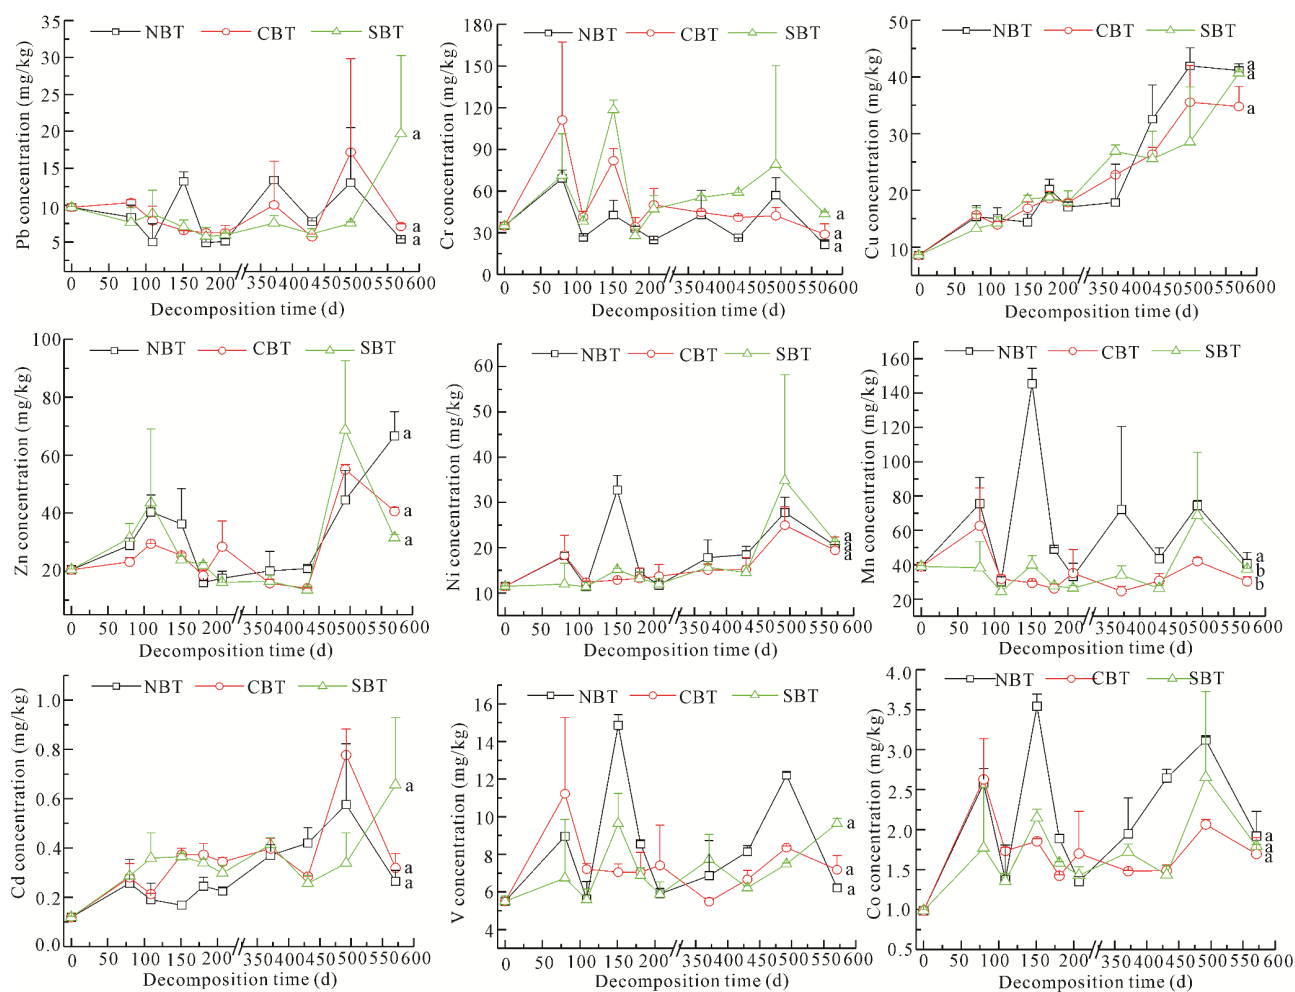 NBT CBT SBT
Pb concentration (mg/kg)
35
30
25
20
15
10
5
a
a
a
0 50 100 150 200 350 400 450 500 550 600
Decomposition time (d)
NBT CBT SBT
Cr concentration (mg/kg)
180
150
120
90
60
30
0
a
a
a
0 50 100 150 200 350 400 450 500 550 600
Decomposition time (d)
NBT CBT SBT
Cu concentration (mg/kg)
50
40
30
20
10
a
a
a
0 50 100 150 200 350 400 450 500 550 600
Decomposition time (d)
NBT CBT SBT
Zn concentration (mg/kg)
100
80
60
40
20
a
a
a
0 50 100 150 200 350 400 450 500 550 600
Decomposition time (d)
NBT CBT SBT
Ni concentration (mg/kg)
60
50
40
30
20
10
a
a
a
0 50 100 150 200 350 400 450 500 550 600
Decomposition time (d)
NBT CBT SBT
Mn concentration (mg/kg)
160
140
120
100
80
60
40
20
a
b
b
0 50 100 150 200 350 400 450 500 550 600
Decomposition time (d)
NBT CBT SBT
Cd concentration (mg/kg)
1.0
0.8
0.6
0.4
0.2
0.0
a
a
a
0 50 100 150 200 350 400 450 500 550 600
Decomposition time (d)
NBT CBT SBT
V concentration (mg/kg)
16
14
12
10
8
6
4
a
a
a
0 50 100 150 200 350 400 450 500 550 600
Decomposition time (d)
NBT CBT SBT
Co concentration (mg/kg)
4.0
3.5
3.0
2.5
2.0
1.5
1.0
0.5
a
a
a
0 50 100 150 200 350 400 450 500 550 600
Decomposition time (d)